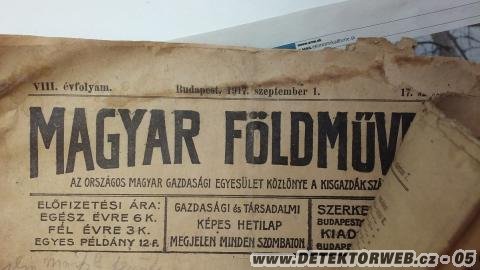 VIII. évfolyam. Budapest, 1917. szeptember 1. 17.
MAGYAR FÖLDMŰV
AZ ORSZÁGOS MAGYAR GAZDASÁGI EGYESÜLET KÖZLÖNYE A KISGAZDÁK SZÁ
ELŐFIZETÉSI ÁRA:
EGÉSZ ÉVRE 6 K.
FÉL ÉVRE 3 K.
EGYES PÉLDÁNY 12 f.
GAZDASÁGI és TÁRSADALMI
KÉPES HETILAP
MEGJELEN MINDEN SZOMBATON.
SZERKE
BUDAPEST
KIAD
BUDAPE
WWW.DETEKTORWEB.CZ 05